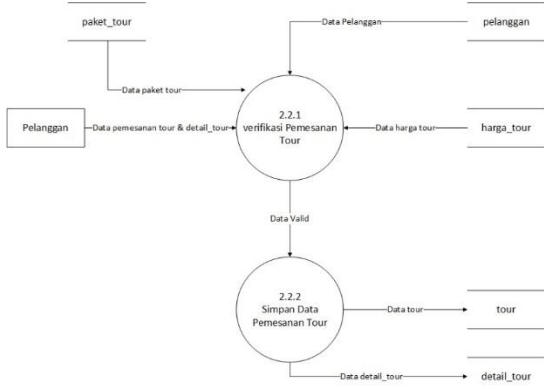 paket_tour
Data Pelanggan
pelanggan
Data paket tour
2.2.1
verifikasi Pemesanan
Tour
Pelanggan
Data pemesanan tour & detail_tour
Data harga tour
harga_tour
Data Valid
2.2.2
Simpan Data
Pemesanan Tour
Data tour
tour
Data detail_tour
detail_tour